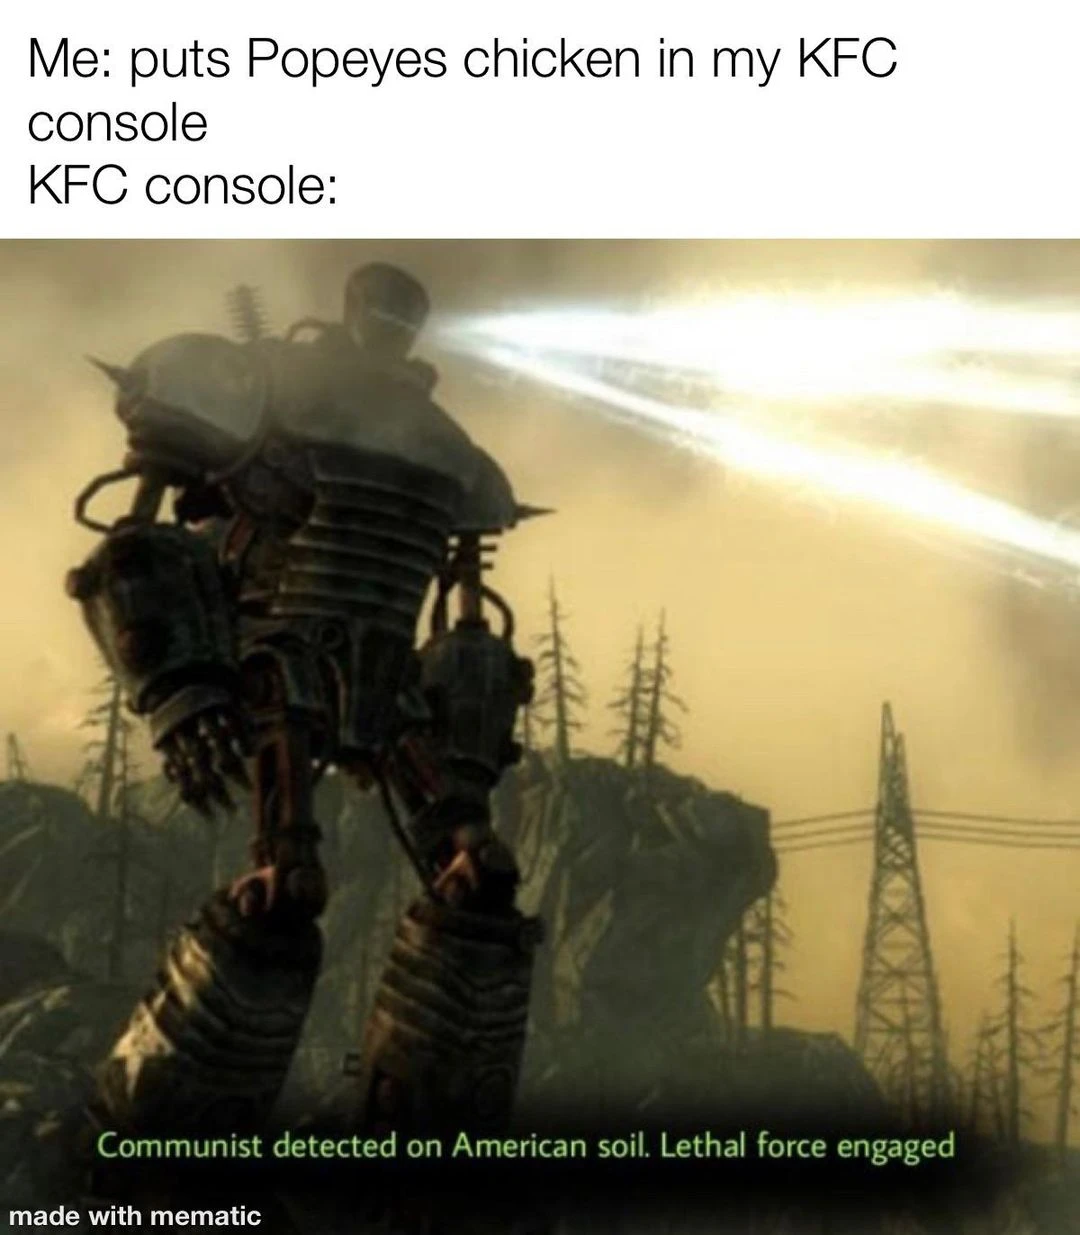 Me: puts Popeyes chicken in my KFC
console
KFC console:
Communist detected on American soil. Lethal force engaged
made with mematic